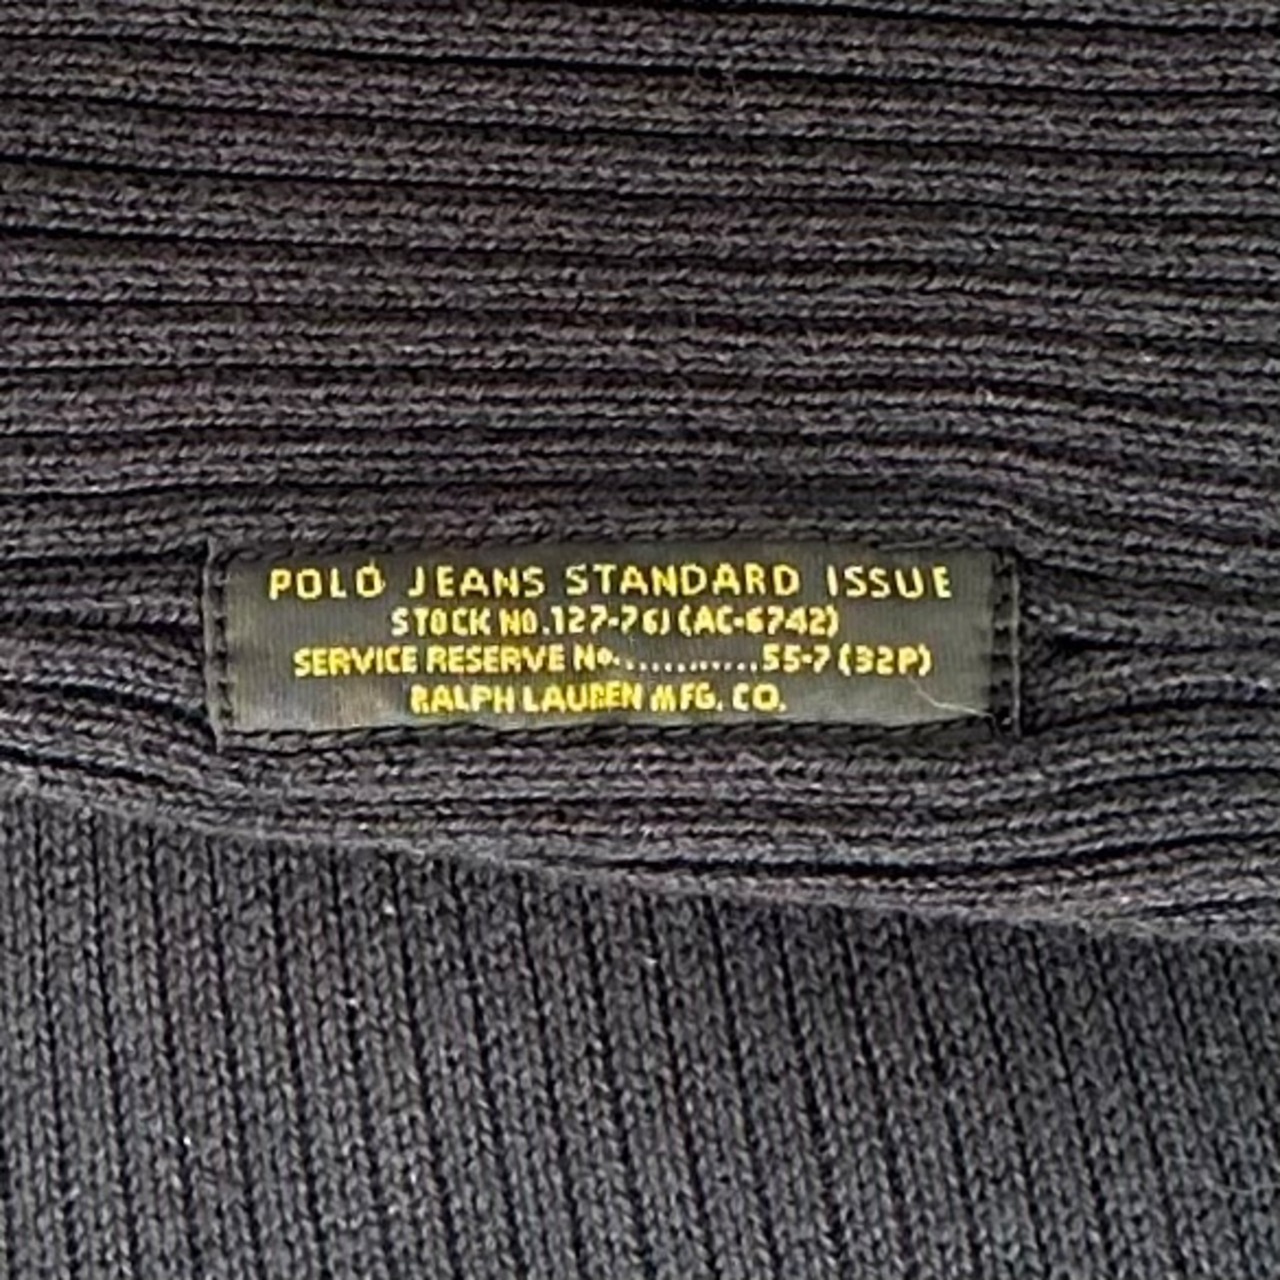 POLO JEANS STANDARD ISSUE
STOCK NO.127-76J (AC-6742)
SERVICE RESERVE No............55-7 (32P)
RALPH LAUREN MFG. CO.